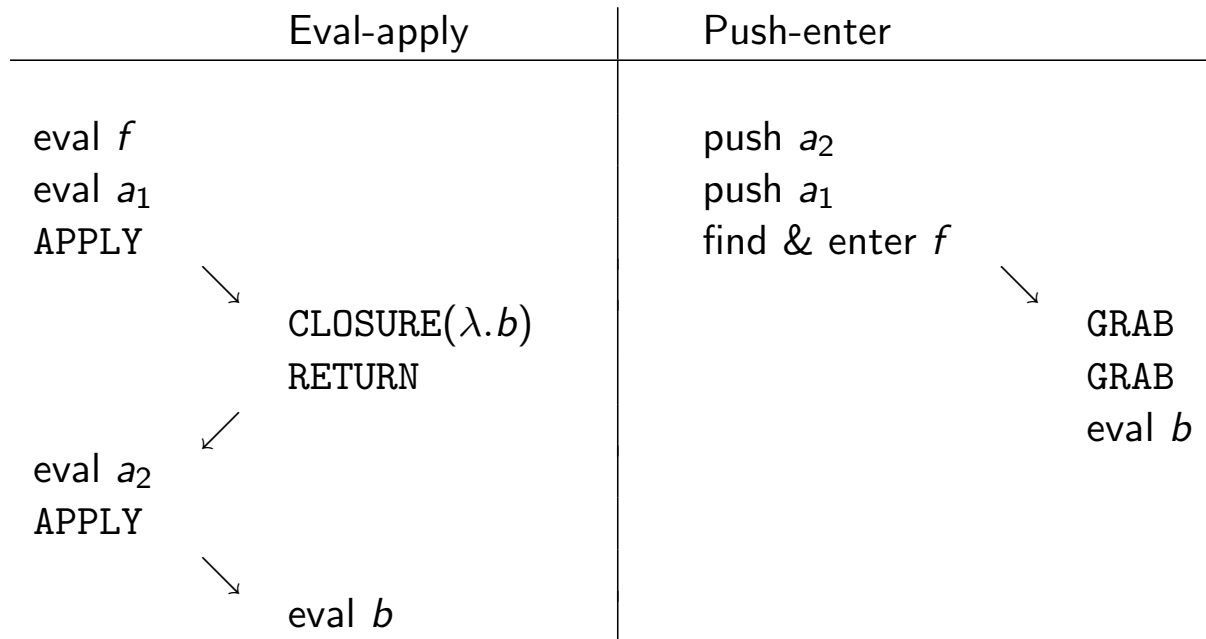 Eval-apply
Push-enter
eval f
eval a₁
APPLY
CLOSURE(λ.b)
RETURN
eval a₂
APPLY
eval b
push a₂
push a₁
find & enter f
GRAB
GRAB
eval b